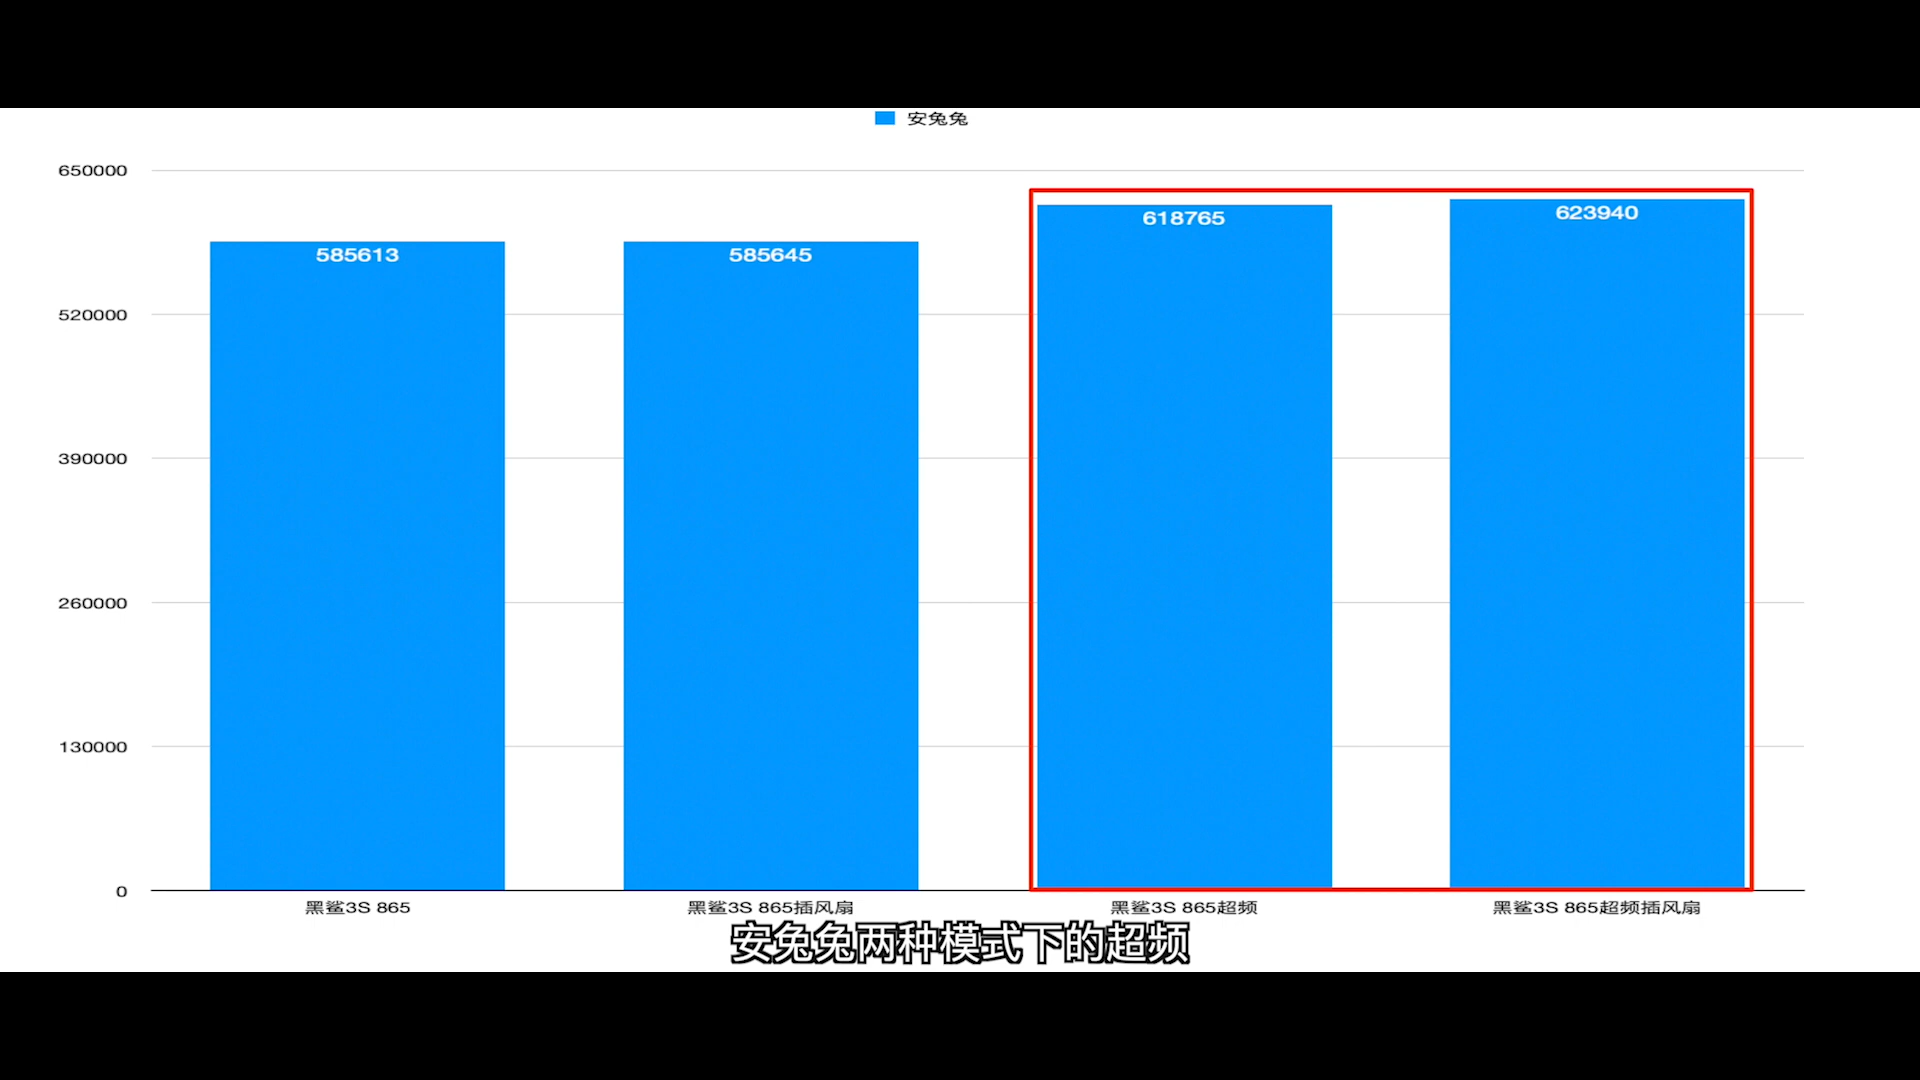 安兔兔
650000
520000
390000
260000
130000
0
585613
585645
618765
623940
黑鲨3S 865
黑鲨3S 865插风扇
黑鲨3S 865超频
黑鲨3S 865超频插风扇
安兔兔两种模式下的超频